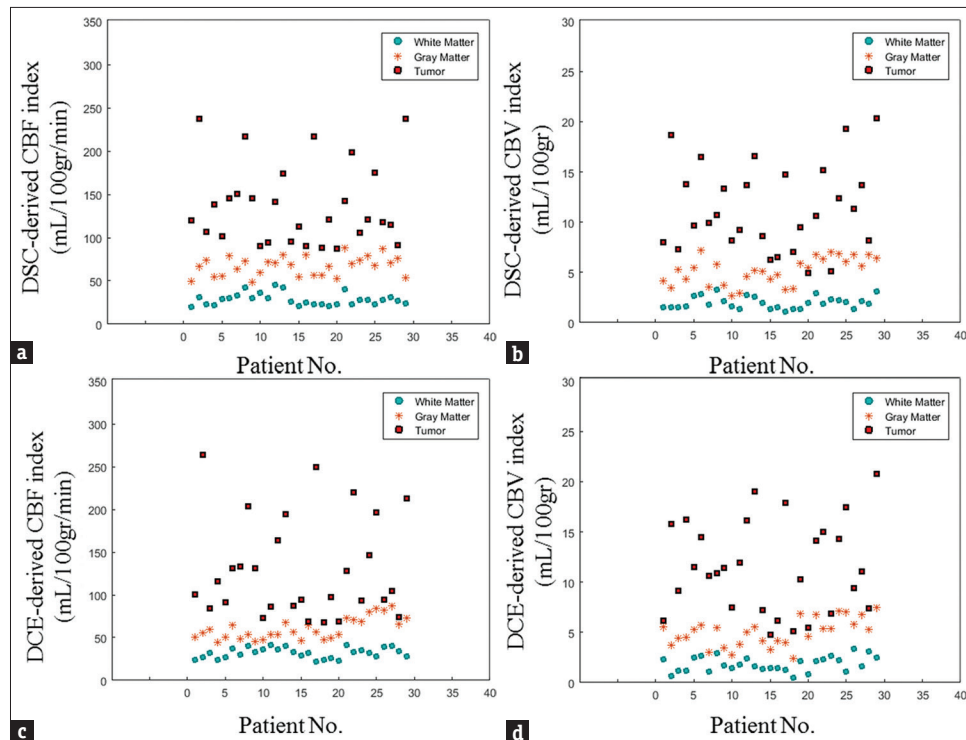 350
300
250
200
150
100
50
0
DSC-derived CBF index
(mL/100gr/min)
White Matter
Gray Matter
Tumor
0 5 10 15 20 25 30 40
Patient No.
a
30
25
20
15
10
5
0
DSC-derived CBV index
(mL/100gr)
White Matter
Gray Matter
Tumor
0 5 10 15 20 25 30 40
Patient No.
b
350
300
250
200
150
100
50
0
DCE-derived CBF index
(mL/100gr/min)
White Matter
Gray Matter
Tumor
0 5 10 15 20 25 30 40
Patient No.
c
30
25
20
15
10
5
0
DCE-derived CBV index
(mL/100gr)
White Matter
Gray Matter
Tumor
0 5 10 15 20 25 30 40
Patient No.
d